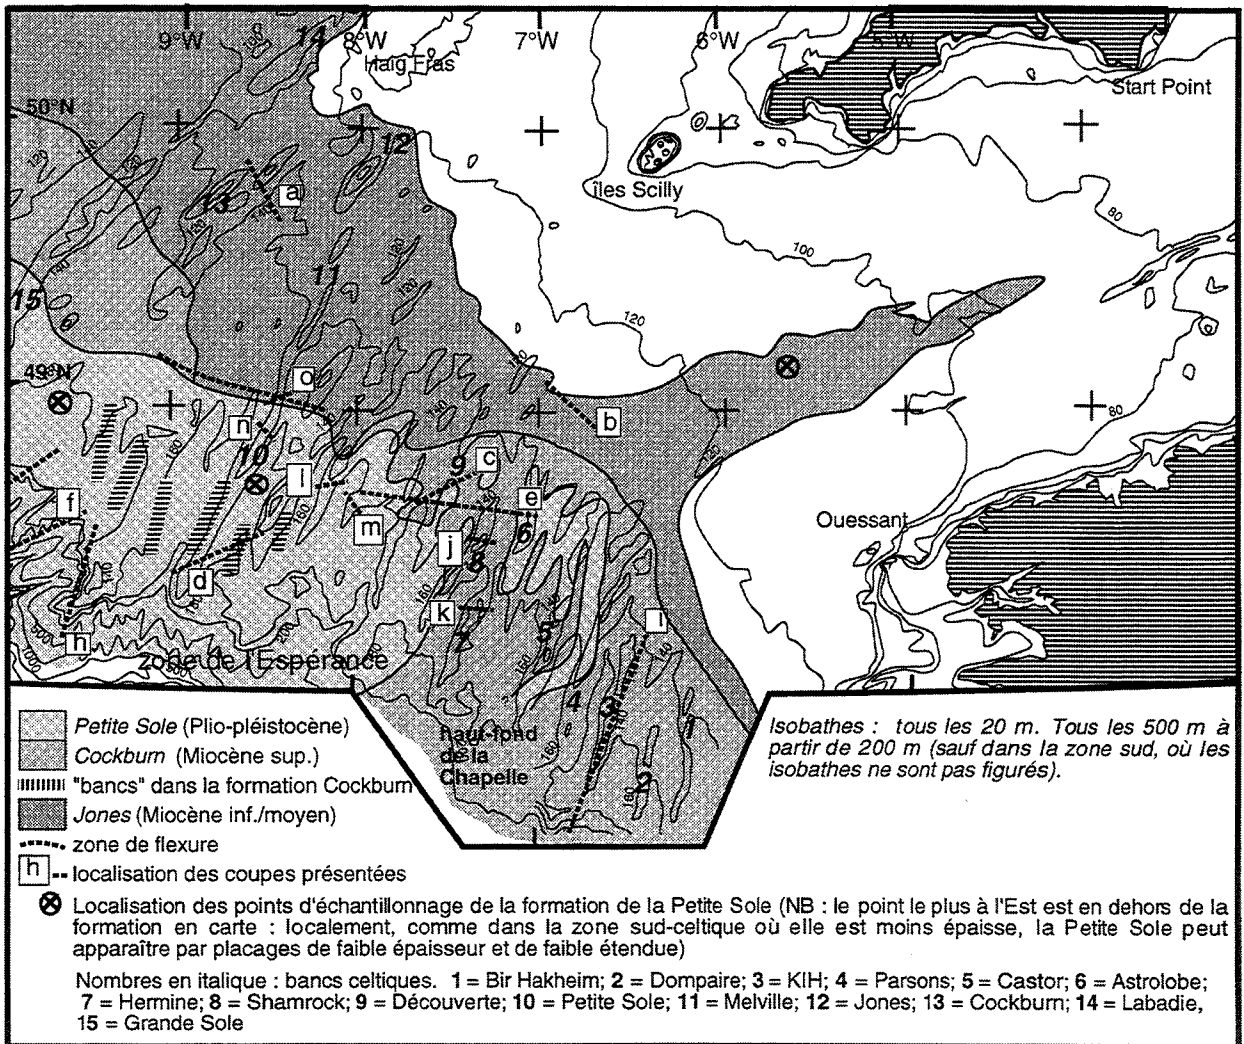 9°W
8°W
7°W
6°W
5°W
14
Haig Fras
Start Point
50°N
12
îles Scilly
a
13
11
15
49°N
80
100
120
o
n
b
10
9
c
l
e
f
m
6
j
8
Ouessant
d
k
i
h
7
5
zone de l'Espérance
4
3
1
2
haut-fond
de la
Chapelle
Petite Sole (Plio-pléistocène)
Cockburn (Miocène sup.)
"bancs" dans la formation Cockburn
Jones (Miocène inf./moyen)
zone de flexure
h -- localisation des coupes présentées
Isobathes : tous les 20 m. Tous les 500 m à
partir de 200 m (sauf dans la zone sud, où les
isobathes ne sont pas figurés).
Localisation des points d'échantillonnage de la formation de la Petite Sole (NB : le point le plus à l'Est est en dehors de la
formation en carte : localement, comme dans la zone sud-celtique où elle est moins épaisse, la Petite Sole peut
apparaître par placages de faible épaisseur et de faible étendue)
Nombres en italique : bancs celtiques. 1 = Bir Hakheim; 2 = Dompaire; 3 = KIH; 4 = Parsons; 5 = Castor; 6 = Astrolobe;
7 = Hermine; 8 = Shamrock; 9 = Découverte; 10 = Petite Sole; 11 = Melville; 12 = Jones; 13 = Cockburn; 14 = Labadie,
15 = Grande Sole